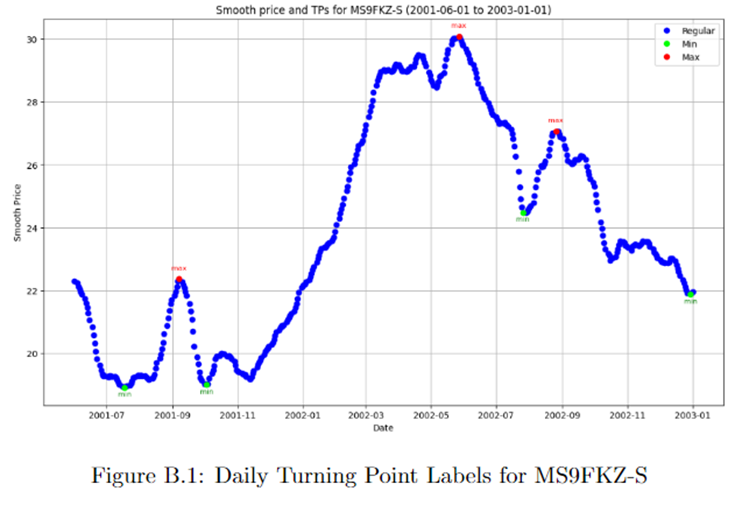 Smooth price and TPs for MS9FKZ-S (2001-06-01 to 2003-01-01)
Regular
Min
Max
max
max
max
min
min
min
min
30
28
26
24
22
20
Smooth Price
2001-07
2001-09
2001-11
2002-01
2002-03
2002-05
2002-07
2002-09
2002-11
2003-01
Date
Figure B.1: Daily Turning Point Labels for MS9FKZ-S